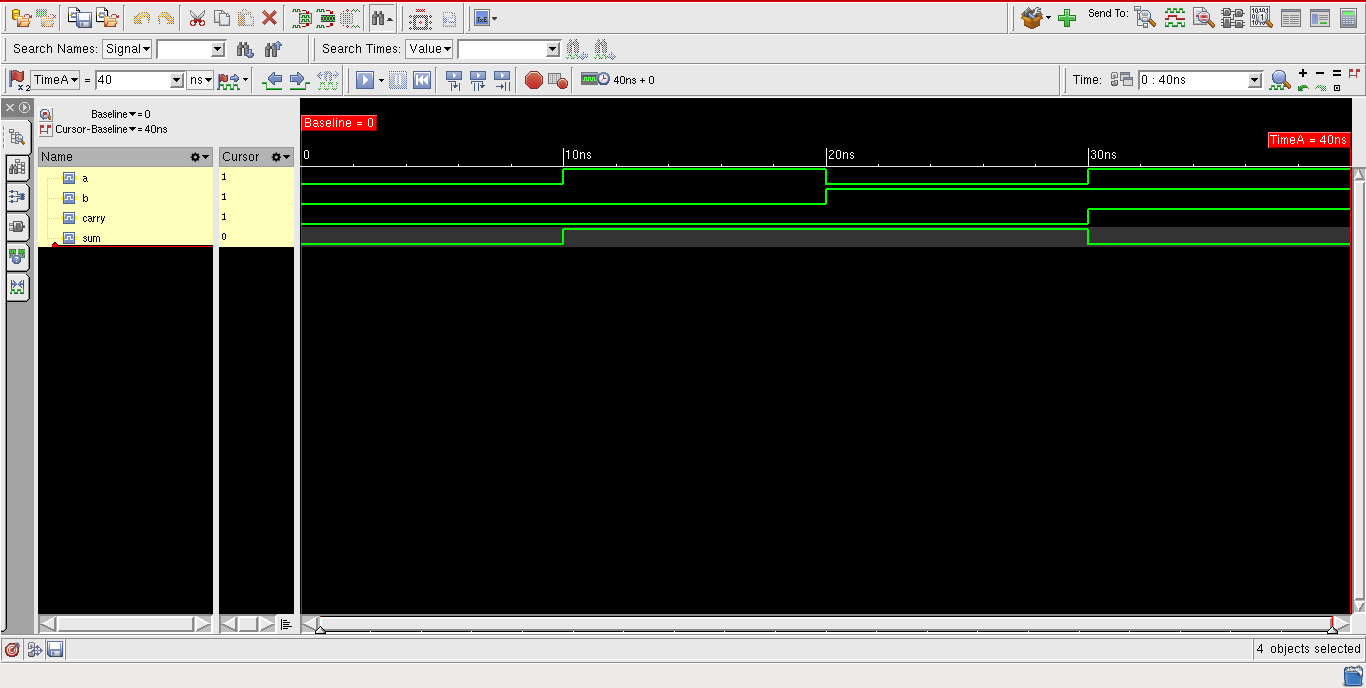 Send To:
Search Names: Signal
Search Times: Value
TimeA = 40 ns
40ns + 0
Time: 0 : 40ns
Baseline = 0
Cursor-Baseline = 40ns
Baseline = 0
TimeA = 40ns
Name Cursor
0 10ns 20ns 30ns
a 1
b 1
carry 1
sum 0
4 objects selected